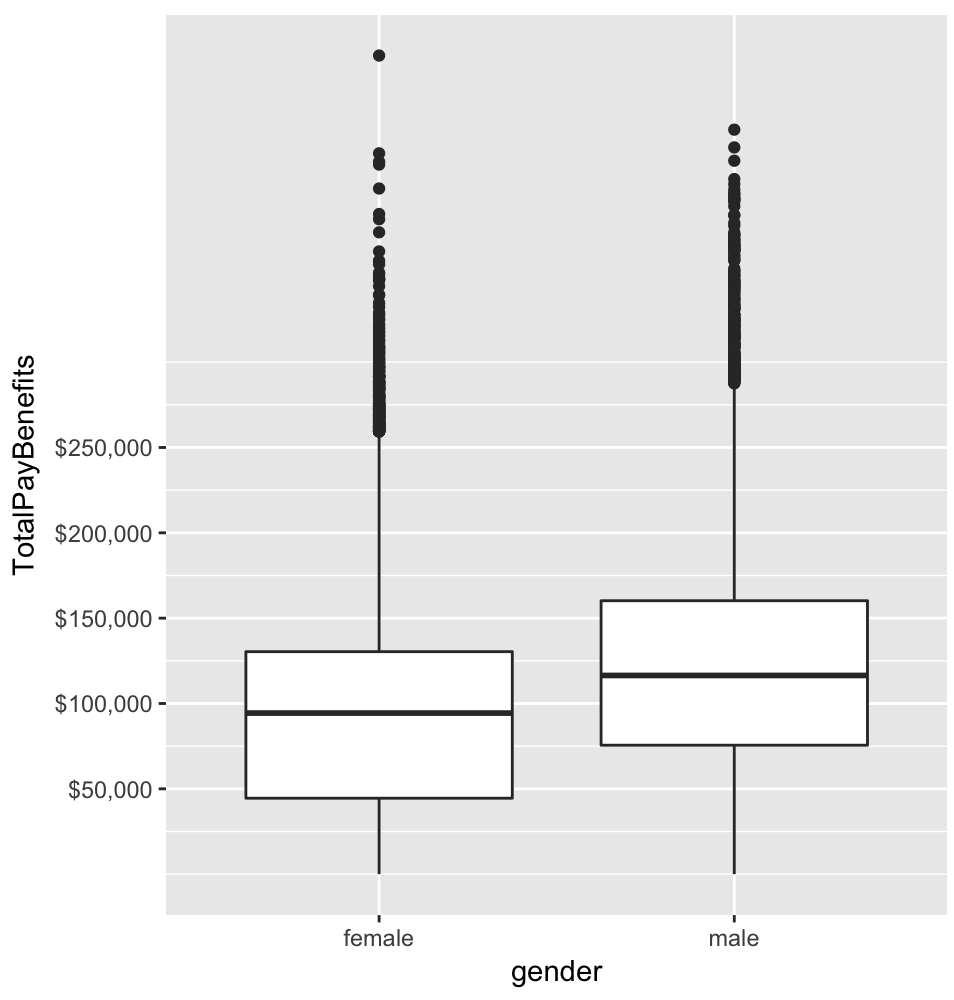 TotalPayBenefits
$250,000
$200,000
$150,000
$100,000
$50,000
female
male
gender